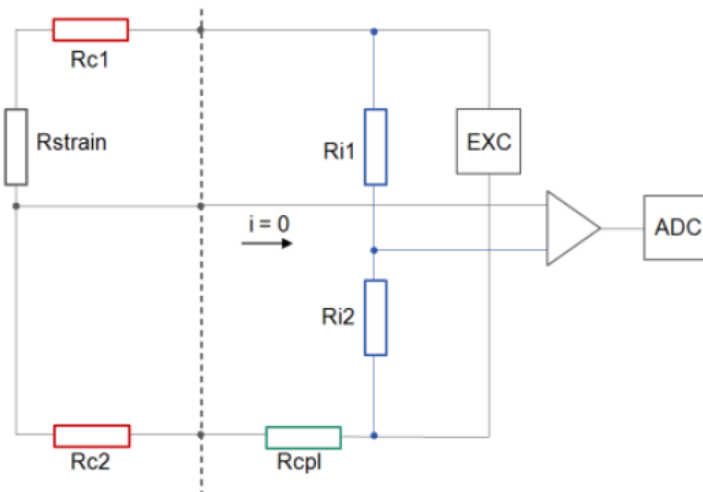 Rc1
Rstrain
Ri1
EXC
i = 0
ADC
Ri2
Rc2
Rcpl